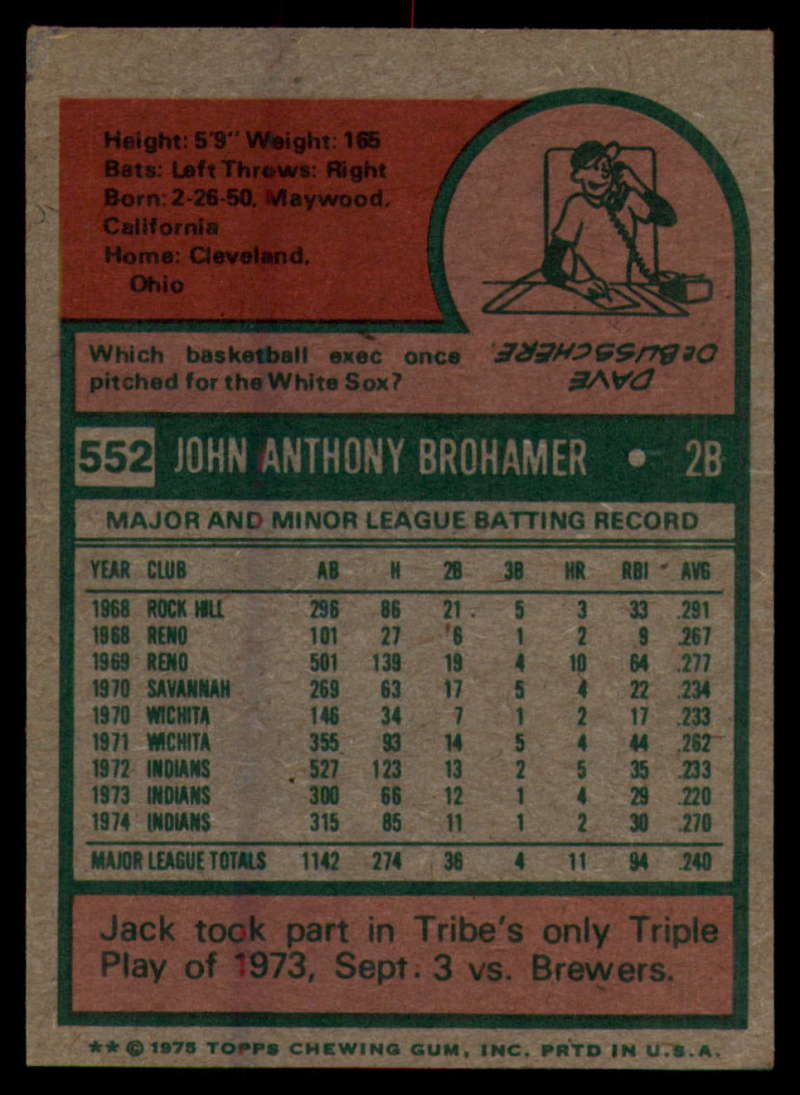 Height: 5'9" Weight: 165
Bats: Left Throws: Right
Born: 2-26-50, Maywood,
California
Home: Cleveland,
Ohio
Which basketball exec once
pitched for the White Sox?
DAVE
DeBUSSCHERE
552 JOHN ANTHONY BROHAMER • 2B
MAJOR AND MINOR LEAGUE BATTING RECORD
YEAR CLUB AB H 2B 3B HR RBI AVG
1968 ROCK HILL 296 86 21 5 3 33 .291
1968 RENO 101 27 6 1 2 9 .267
1969 RENO 501 139 19 4 10 64 .277
1970 SAVANNAH 269 63 17 5 4 22 .234
1970 WICHITA 146 34 7 1 2 17 .233
1971 WICHITA 355 93 14 5 4 44 .262
1972 INDIANS 527 123 13 2 5 35 .233
1973 INDIANS 300 66 12 1 4 29 .220
1974 INDIANS 315 85 11 1 2 30 .270
MAJOR LEAGUE TOTALS 1142 274 36 4 11 94 .240
Jack took part in Tribe's only Triple
Play of 1973, Sept. 3 vs. Brewers.
** © 1975 TOPPS CHEWING GUM, INC. PRTD IN U.S.A.